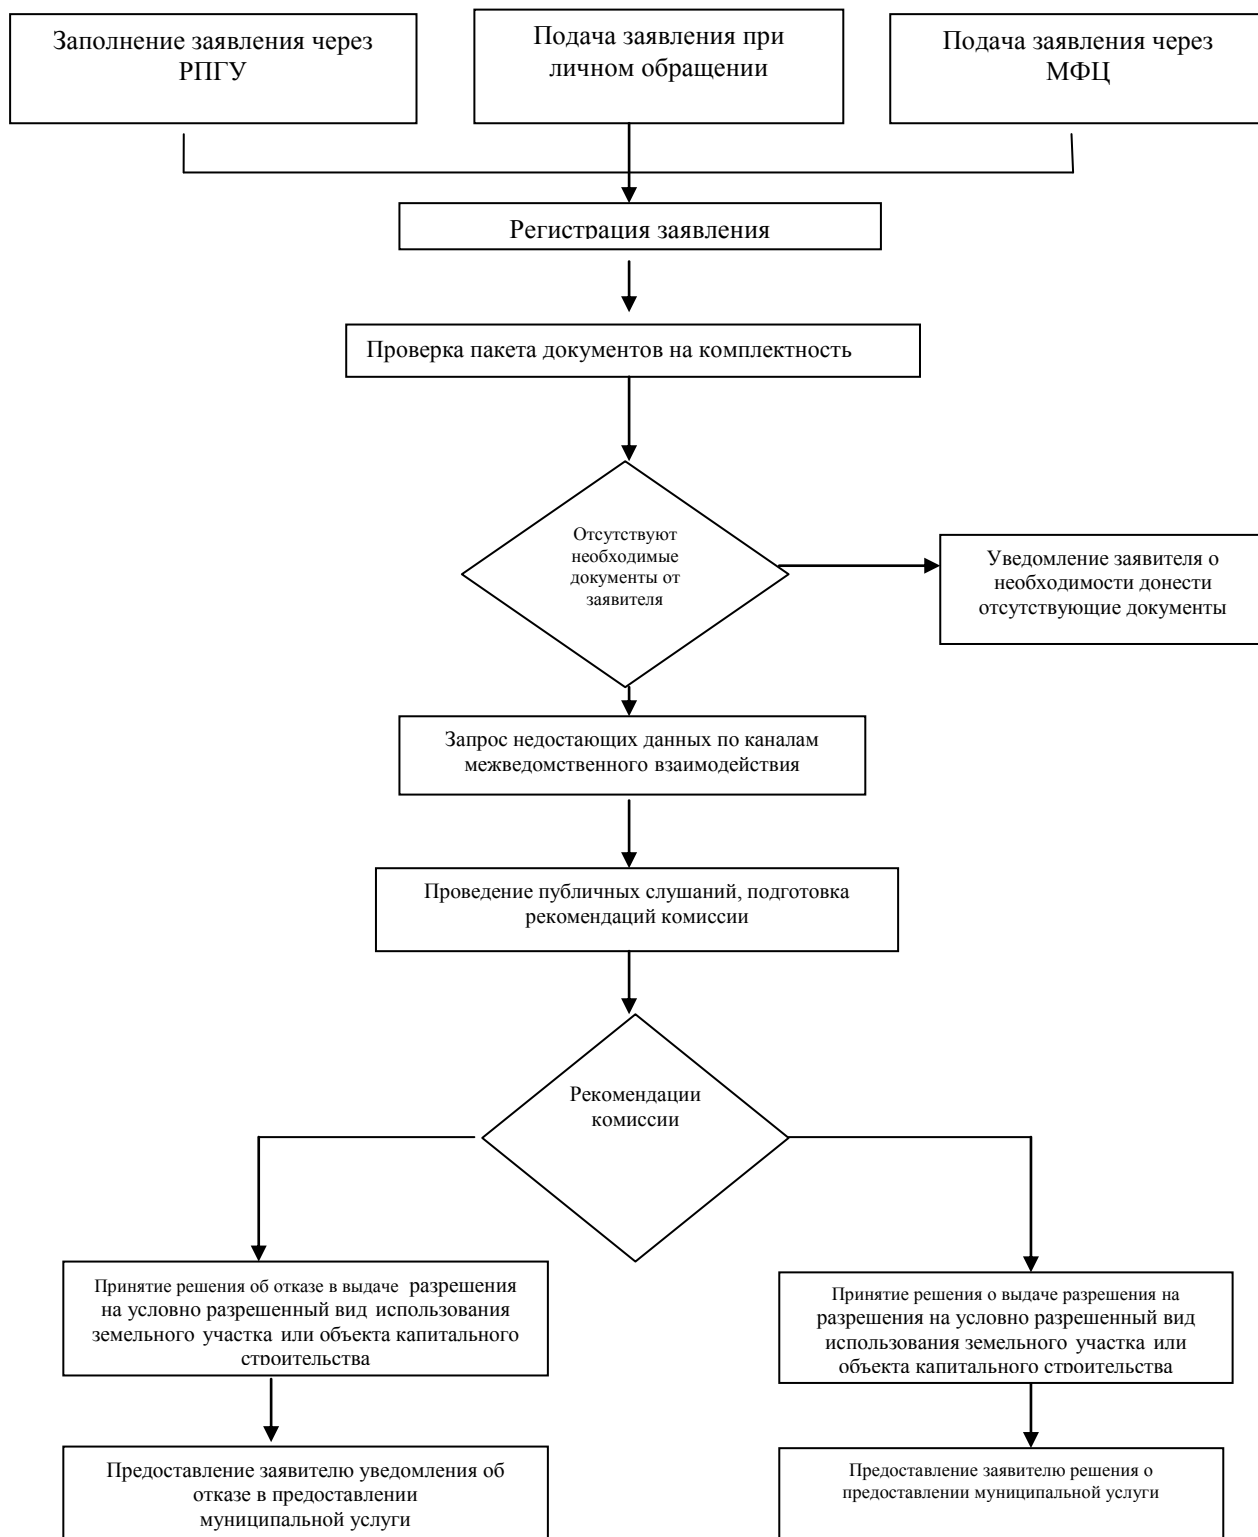 Заполнение заявления через
РПГУ
Подача заявления при
личном обращении
Подача заявления через
МФЦ
Регистрация заявления
Проверка пакета документов на комплектность
Отсутствуют
необходимые
документы от
заявителя
Уведомление заявителя о
необходимости донести
отсутствующие документы
Запрос недостающих данных по каналам
межведомственного взаимодействия
Проведение публичных слушаний, подготовка
рекомендаций комиссии
Рекомендации
комиссии
Принятие решения об отказе в выдаче разрешения
на условно разрешенный вид использования
земельного участка или объекта капитального
строительства
Принятие решения о выдаче разрешения на
разрешения на условно разрешенный вид
использования земельного участка или
объекта капитального строительства
Предоставление заявителю уведомления об
отказе в предоставлении
муниципальной услуги
Предоставление заявителю решения о
предоставлении муниципальной услуги